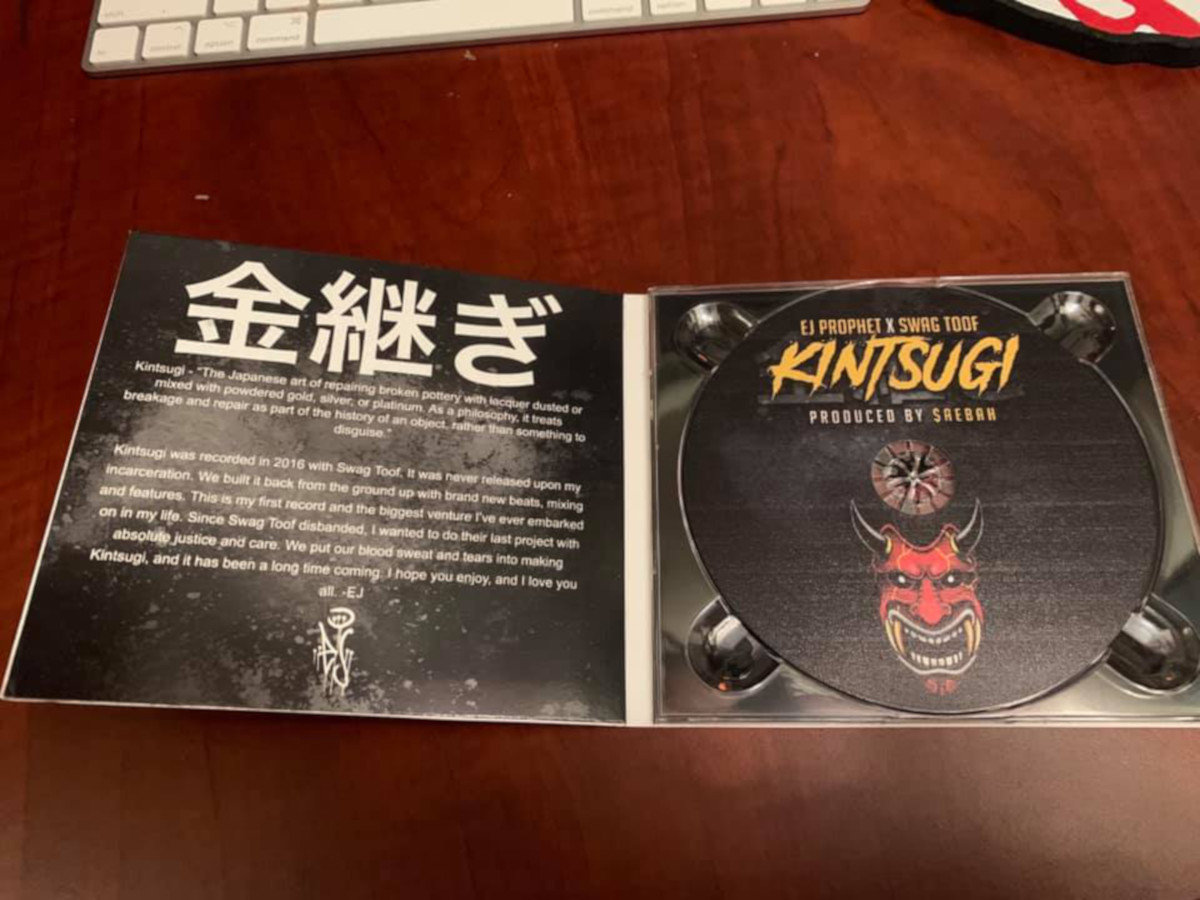 control
option
command
command
金継ぎ
Kintsugi - "The Japanese art of repairing broken pottery with lacquer dusted or
mixed with powdered gold, silver, or platinum. As a philosophy, it treats
breakage and repair as part of the history of an object, rather than something to
disguise."
Kintsugi was recorded in 2016 with Swag Toof. It was never released upon my
incarceration. We built it back from the ground up with brand new beats, mixing
and features. This is my first record and the biggest venture I've ever embarked
on in my life. Since Swag Toof disbanded, I wanted to do their last project with
absolute justice and care. We put our blood sweat and tears into making
Kintsugi, and it has been a long time coming. I hope you enjoy, and I love you
all. -EJ
EJ PROPHET X SWAG TOOF
KINTSUGI
PRODUCED BY $AEBAH